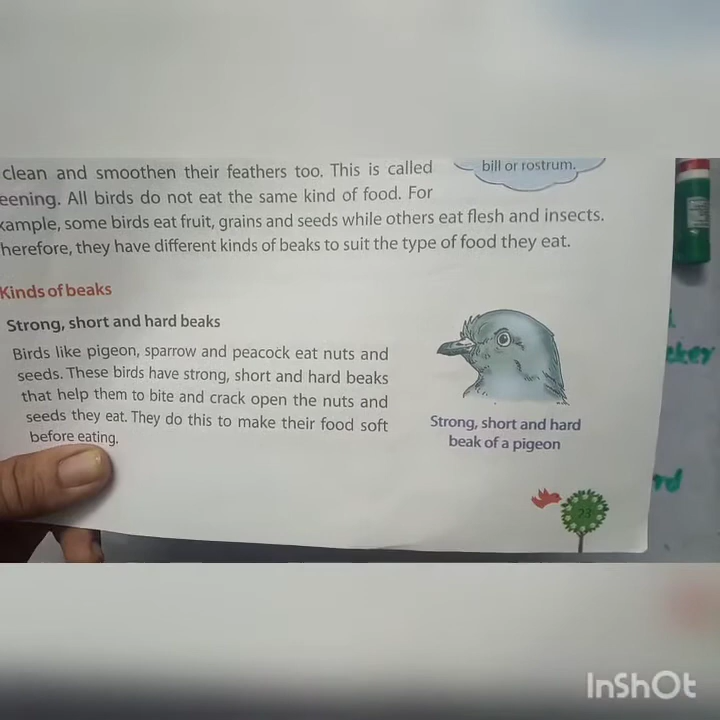 clean and smoothen their feathers too. This is called
bill or rostrum.
eening. All birds do not eat the same kind of food. For
xample, some birds eat fruit, grains and seeds while others eat flesh and insects.
herefore, they have different kinds of beaks to suit the type of food they eat.
Kinds of beaks
Strong, short and hard beaks
Birds like pigeon, sparrow and peacock eat nuts and
seeds. These birds have strong, short and hard beaks
that help them to bite and crack open the nuts and
seeds they eat. They do this to make their food soft
before eating.
Strong, short and hard
beak of a pigeon
23
InShOt